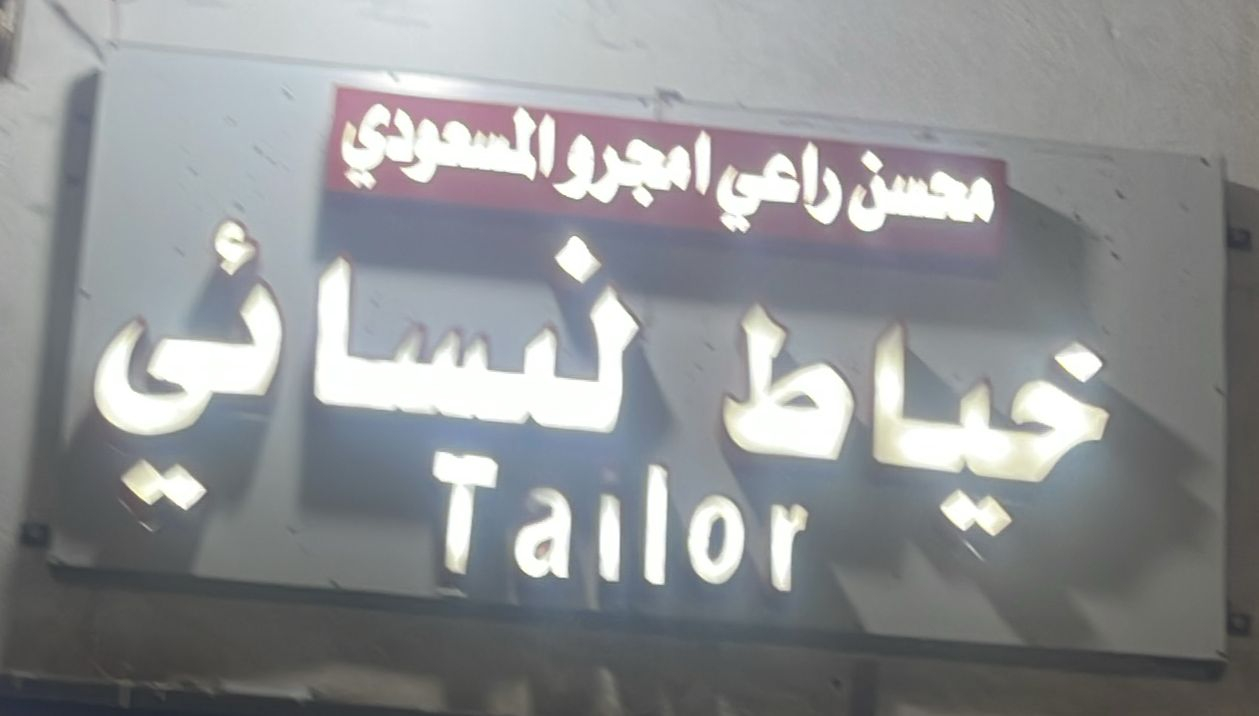 محسن راعي امجرو المسعودي
خياط نسائي
Tailor